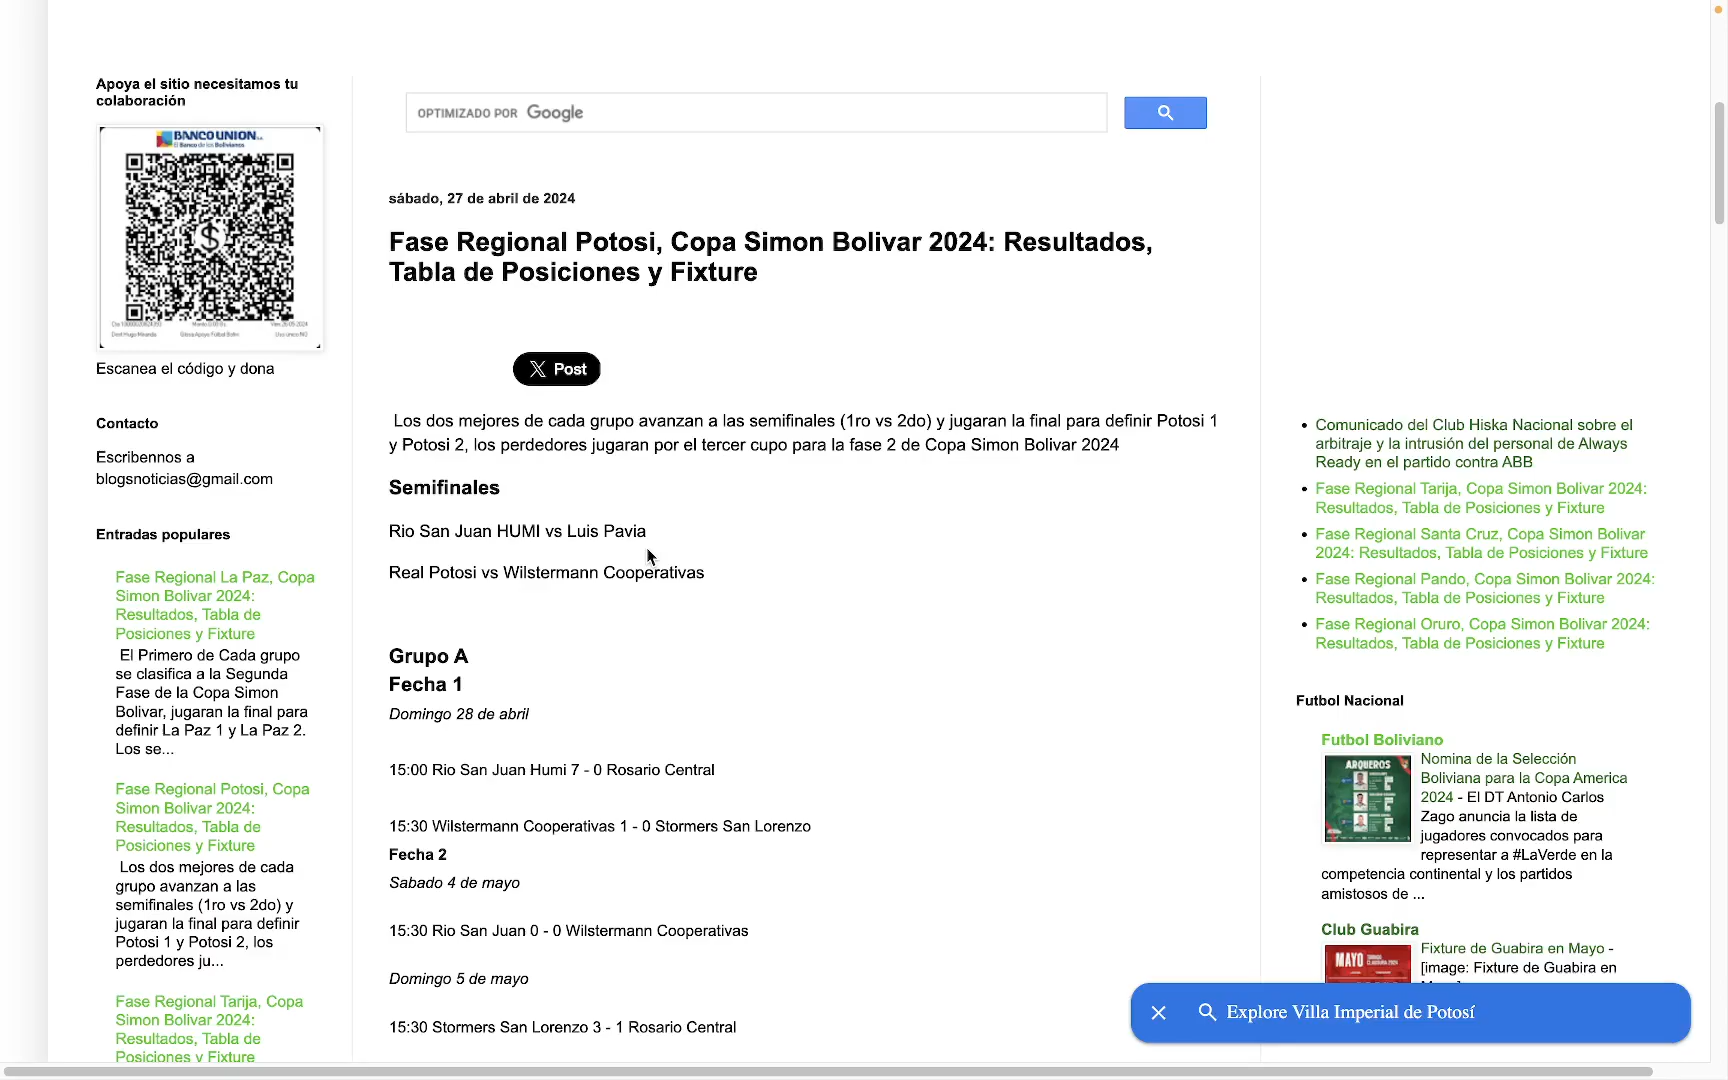 Apoya el sitio necesitamos tu
colaboración
BANCO UNION
El Banco de los Bolivianos
$
Escanea el código y dona
Contacto
Escribennos a
blogsnoticias@gmail.com
Entradas populares
Fase Regional La Paz, Copa
Simon Bolivar 2024:
Resultados, Tabla de
Posiciones y Fixture
El Primero de Cada grupo
se clasifica a la Segunda
Fase de la Copa Simon
Bolivar, jugaran la final para
definir La Paz 1 y La Paz 2.
Los se...
Fase Regional Potosi, Copa
Simon Bolivar 2024:
Resultados, Tabla de
Posiciones y Fixture
Los dos mejores de cada
grupo avanzan a las
semifinales (1ro vs 2do) y
jugaran la final para definir
Potosi 1 y Potosi 2, los
perdedores ju...
Fase Regional Tarija, Copa
Simon Bolivar 2024:
Resultados, Tabla de
Posiciones y Fixture
OPTIMIZADO POR Google
sábado, 27 de abril de 2024
Fase Regional Potosi, Copa Simon Bolivar 2024: Resultados,
Tabla de Posiciones y Fixture
X Post
Los dos mejores de cada grupo avanzan a las semifinales (1ro vs 2do) y jugaran la final para definir Potosi 1
y Potosi 2, los perdedores jugaran por el tercer cupo para la fase 2 de Copa Simon Bolivar 2024
Semifinales
Rio San Juan HUMI vs Luis Pavia
Real Potosi vs Wilstermann Cooperativas
Grupo A
Fecha 1
Domingo 28 de abril
15:00 Rio San Juan Humi 7 - 0 Rosario Central
15:30 Wilstermann Cooperativas 1 - 0 Stormers San Lorenzo
Fecha 2
Sabado 4 de mayo
15:30 Rio San Juan 0 - 0 Wilstermann Cooperativas
Domingo 5 de mayo
15:30 Stormers San Lorenzo 3 - 1 Rosario Central
Comunicado del Club Hiska Nacional sobre el
arbitraje y la intrusión del personal de Always
Ready en el partido contra ABB
Fase Regional Tarija, Copa Simon Bolivar 2024:
Resultados, Tabla de Posiciones y Fixture
Fase Regional Santa Cruz, Copa Simon Bolivar
2024: Resultados, Tabla de Posiciones y Fixture
Fase Regional Pando, Copa Simon Bolivar 2024:
Resultados, Tabla de Posiciones y Fixture
Fase Regional Oruro, Copa Simon Bolivar 2024:
Resultados, Tabla de Posiciones y Fixture
Futbol Nacional
Futbol Boliviano
ARQUEROS
Nomina de la Selección
Boliviana para la Copa America
2024 - El DT Antonio Carlos
Zago anuncia la lista de
jugadores convocados para
representar a #LaVerde en la
competencia continental y los partidos
amistosos de ...
Club Guabira
MAYO
Fixture de Guabira en Mayo -
[image: Fixture de Guabira en
Explore Villa Imperial de Potosí